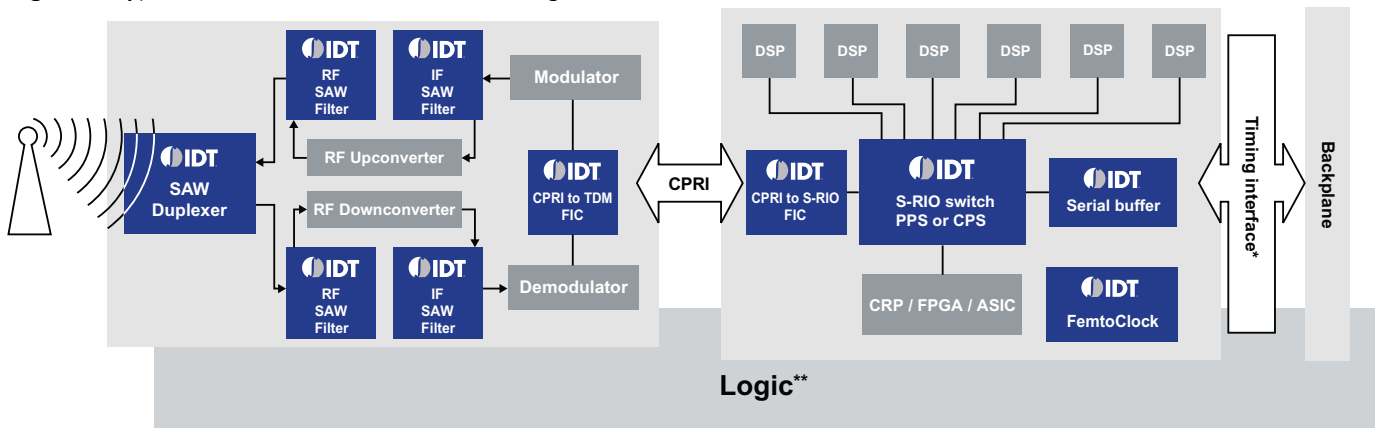 IDT
RF
SAW
Filter
IDT
IF
SAW
Filter
Modulator
RF Upconverter
IDT
SAW
Duplexer
RF Downconverter
IDT
CPRI to TDM
FIC
IDT
RF
SAW
Filter
IDT
IF
SAW
Filter
Demodulator
CPRI
DSP
DSP
DSP
DSP
DSP
DSP
IDT
CPRI to S-RIO
FIC
IDT
S-RIO switch
PPS or CPS
IDT
Serial buffer
CRP / FPGA / ASIC
IDT
FemtoClock
Timing interface*
Backplane
Logic**